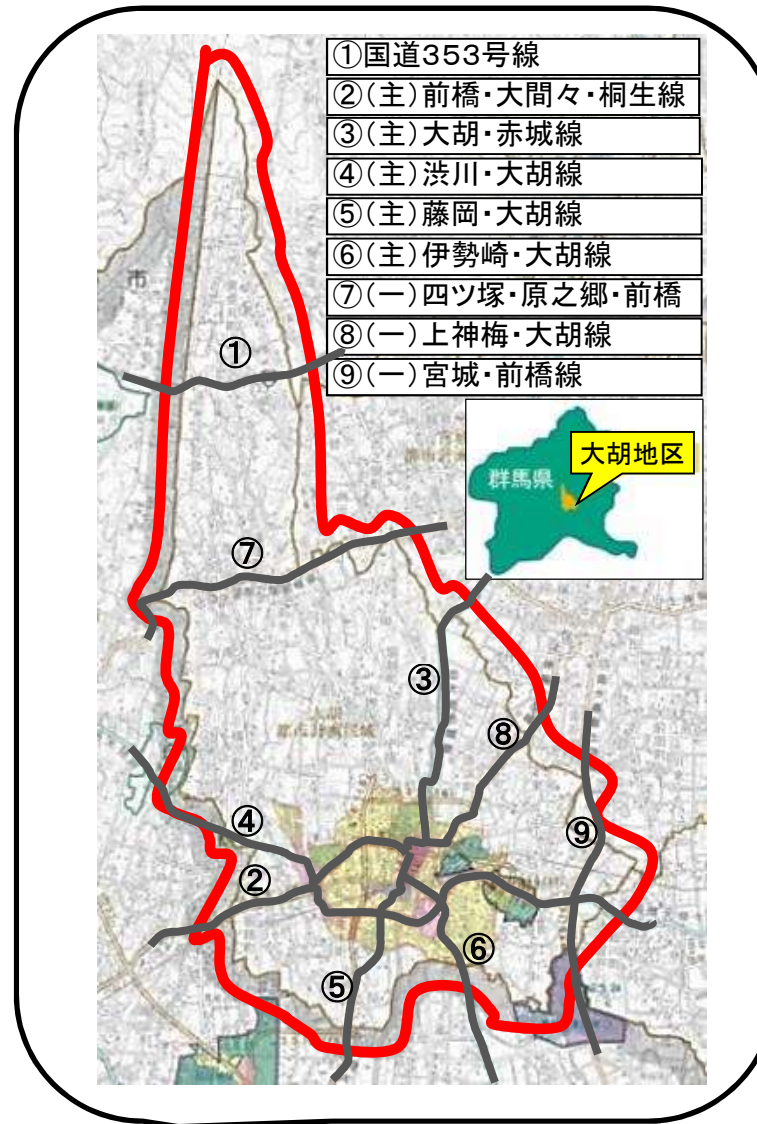 ①国道353号線
②(主)前橋・大間々・桐生線
③(主)大胡・赤城線
④(主)渋川・大胡線
⑤(主)藤岡・大胡線
⑥(主)伊勢崎・大胡線
⑦(一)四ツ塚・原之郷・前橋
⑧(一)上神梅・大胡線
⑨(一)宮城・前橋線
大胡地区
群馬県
市
①
⑦
③
⑧
④
⑨
②
⑥
⑤